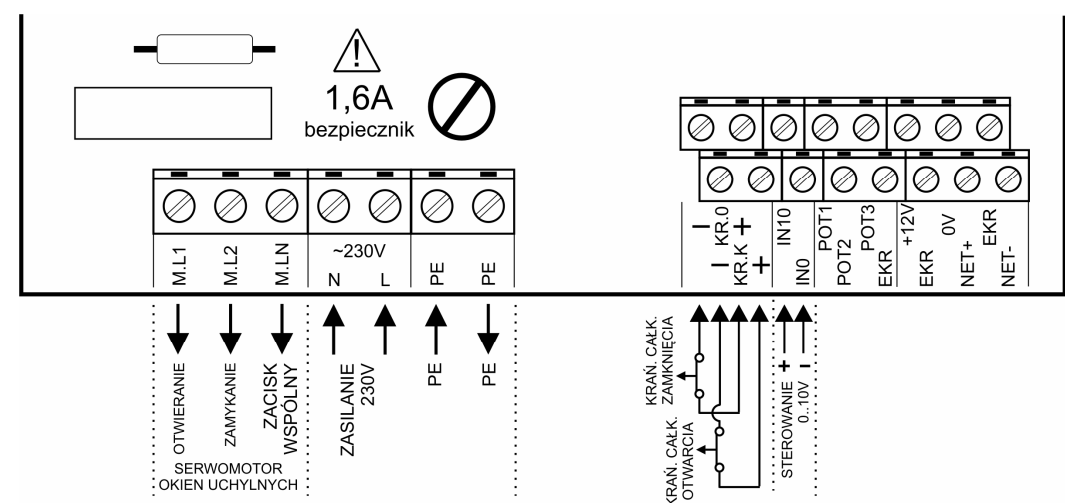 !
1,6A
bezpiecznik
M.L1
M.L2
M.LN
~230V
N
L
PE
PE
− KR.0 +
− KR.K +
IN10
IN0
POT1
POT2
POT3
EKR
+12V
EKR
0V
NET+
EKR
NET-
OTWIERANIE
ZAMYKANIE
ZACISK
WSPÓLNY
ZASILANIE
230V
PE
PE
SERWOMOTOR
OKIEN UCHYLNYCH
KRAŃ. CAŁK.
ZAMKNIĘCIA
KRAŃ. CAŁK.
OTWARCIA
+ −
STEROWANIE
0..10V